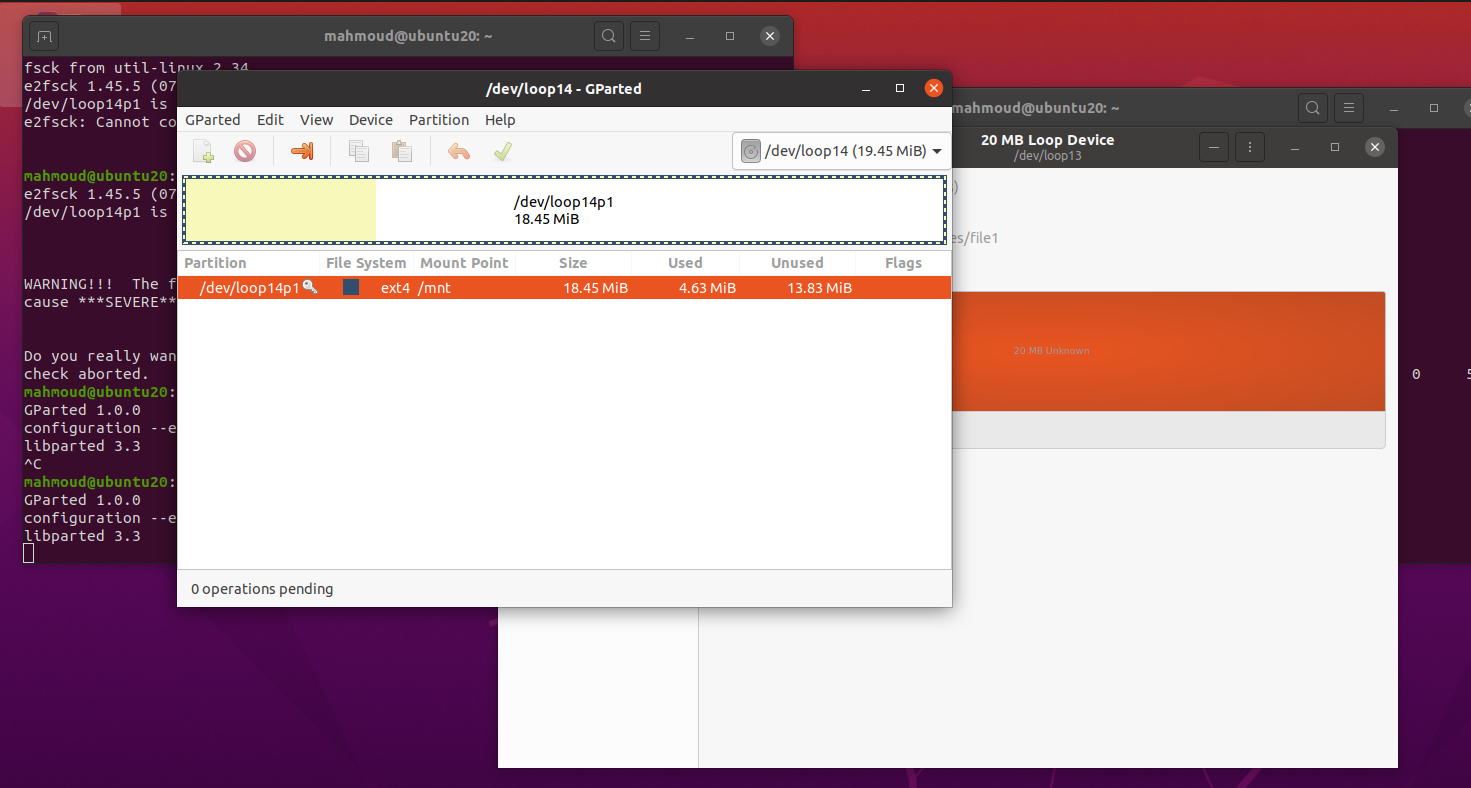 mahmoud@ubuntu20: ~
fsck from util-linux 2.34
e2fsck 1.45.5 (07
/dev/loop14p1 is
e2fsck: Cannot co
mahmoud@ubuntu20:
e2fsck 1.45.5 (07
/dev/loop14p1 is
WARNING!!! The f
cause ***SEVERE**
Do you really wan
check aborted.
mahmoud@ubuntu20:
GParted 1.0.0
configuration --e
libparted 3.3
^C
mahmoud@ubuntu20:
GParted 1.0.0
configuration --e
libparted 3.3
/dev/loop14 - GParted
GParted Edit View Device Partition Help
/dev/loop14 (19.45 MiB)
/dev/loop14p1
18.45 MiB
Partition File System Mount Point Size Used Unused Flags
/dev/loop14p1 ext4 /mnt 18.45 MiB 4.63 MiB 13.83 MiB
0 operations pending
mahmoud@ubuntu20: ~
20 MB Loop Device
/dev/loop13
)
es/file1
20 MB Unknown
0 5